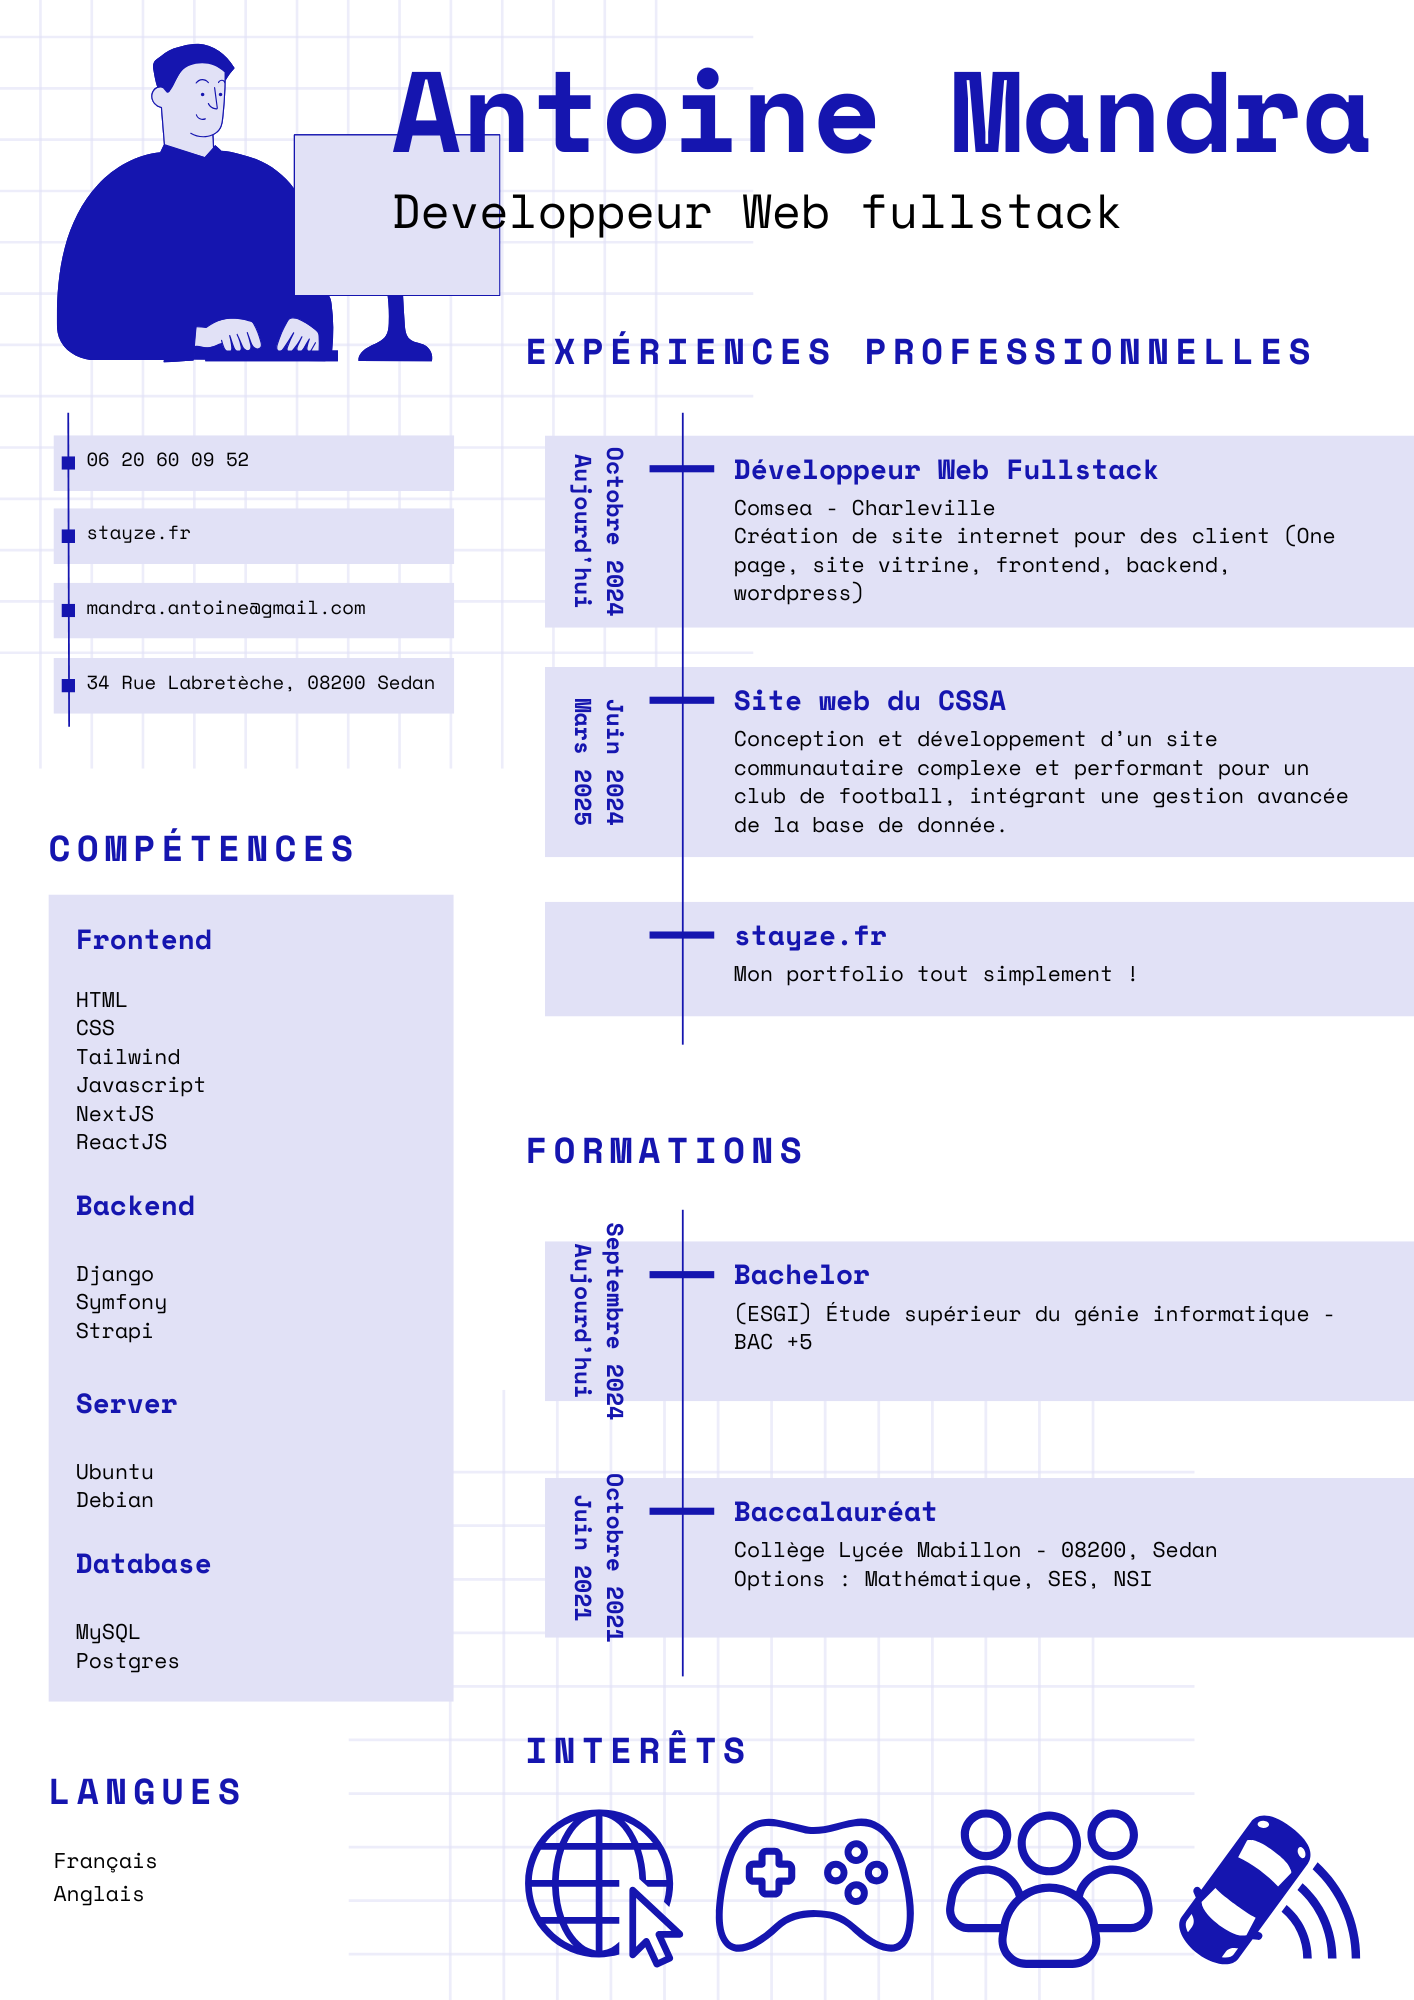 Antoine Mandra
Developpeur Web fullstack
06 20 60 09 52
stayze.fr
mandra.antoine@gmail.com
34 Rue Labretèche, 08200 Sedan
COMPÉTENCES
Frontend
HTML
CSS
Tailwind
Javascript
NextJS
ReactJS
Backend
Django
Symfony
Strapi
Server
Ubuntu
Debian
Database
MySQL
Postgres
LANGUES
Français
Anglais
EXPÉRIENCES PROFESSIONNELLES
Octobre 2024
Aujourd'hui
Développeur Web Fullstack
Comsea - Charleville
Création de site internet pour des client (One
page, site vitrine, frontend, backend,
wordpress)
Juin 2024
Mars 2025
Site web du CSSA
Conception et développement d’un site
communautaire complexe et performant pour un
club de football, intégrant une gestion avancée
de la base de donnée.
stayze.fr
Mon portfolio tout simplement !
FORMATIONS
Septembre 2024
Aujourd'hui
Bachelor
(ESGI) Étude supérieur du génie informatique -
BAC +5
Octobre 2021
Juin 2021
Baccalauréat
Collège Lycée Mabillon - 08200, Sedan
Options : Mathématique, SES, NSI
INTERÊTS